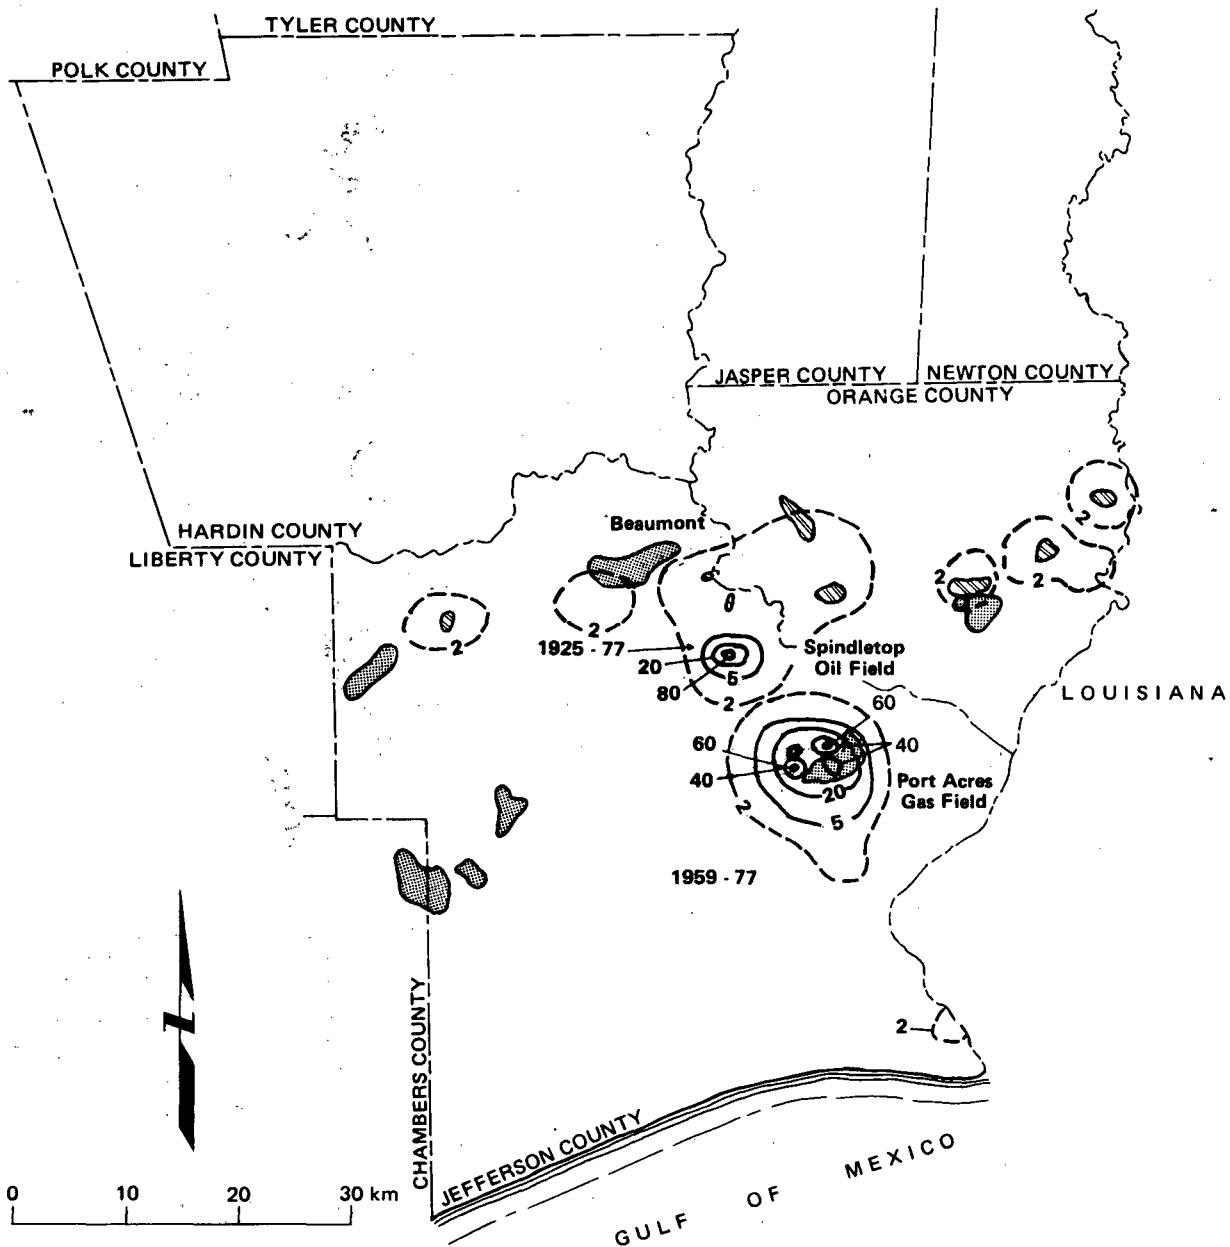 TYLER COUNTY
POLK COUNTY
JASPER COUNTY
NEWTON COUNTY
ORANGE COUNTY
2
Beaumont
HARDIN COUNTY
LIBERTY COUNTY
2
2
2
2
1925 - 77
20
80
5
2
Spindletop
Oil Field
60
LOUISIANA
60
40
40
20
2
5
Port Acres
Gas Field
1959 - 77
2
CHAMBERS COUNTY
JEFFERSON COUNTY
GULF OF MEXICO
Z
0 10 20 30 km